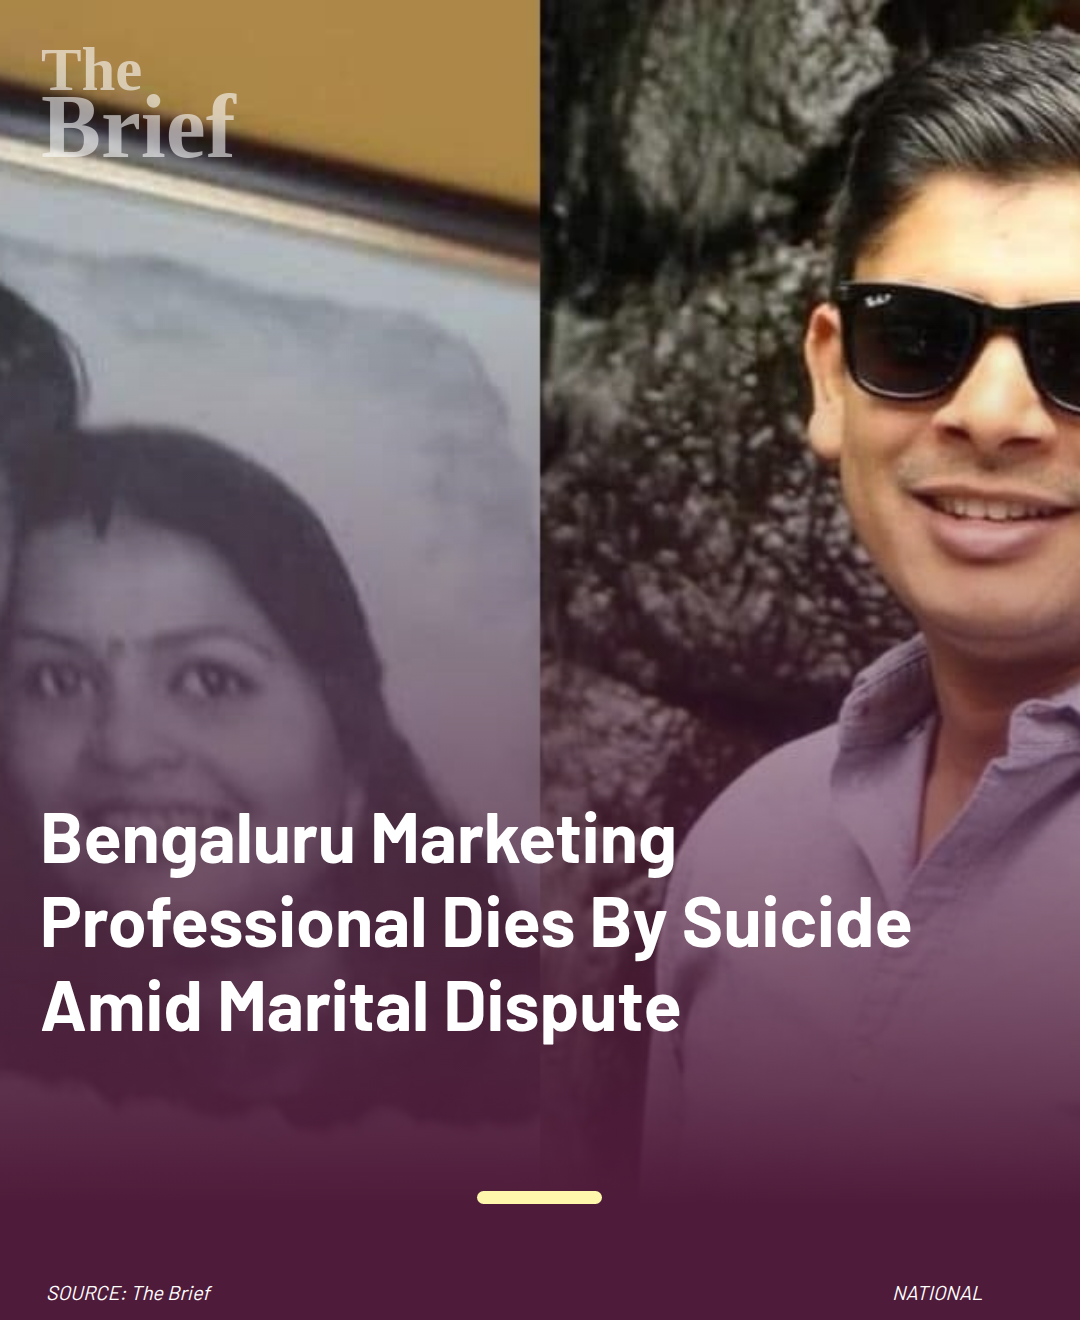 The
Brief
Bengaluru Marketing
Professional Dies By Suicide
Amid Marital Dispute
SOURCE: The Brief
NATIONAL